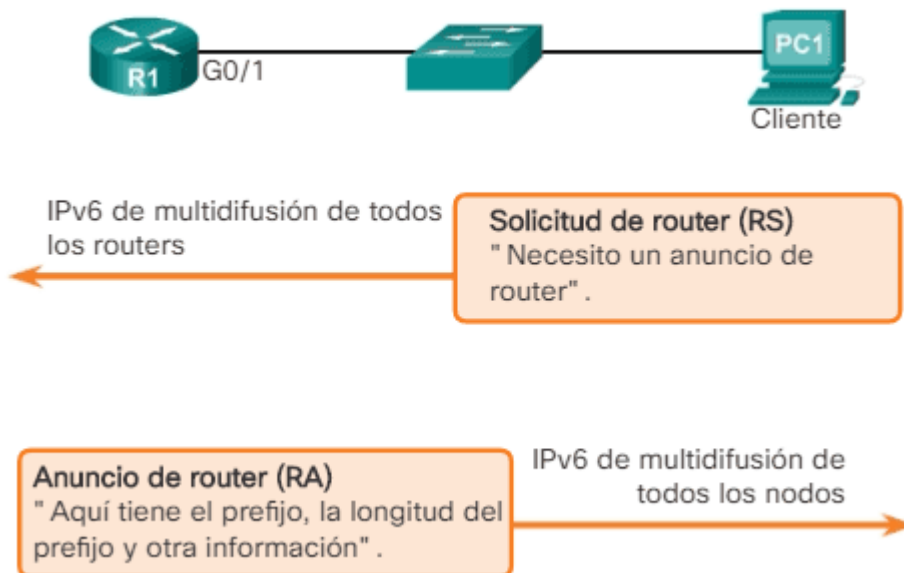 R1
G0/1
PC1
Cliente
IPv6 de multidifusión de todos
los routers
Solicitud de router (RS)
" Necesito un anuncio de
router" .
Anuncio de router (RA)
" Aquí tiene el prefijo, la longitud del
prefijo y otra información" .
IPv6 de multidifusión de
todos los nodos